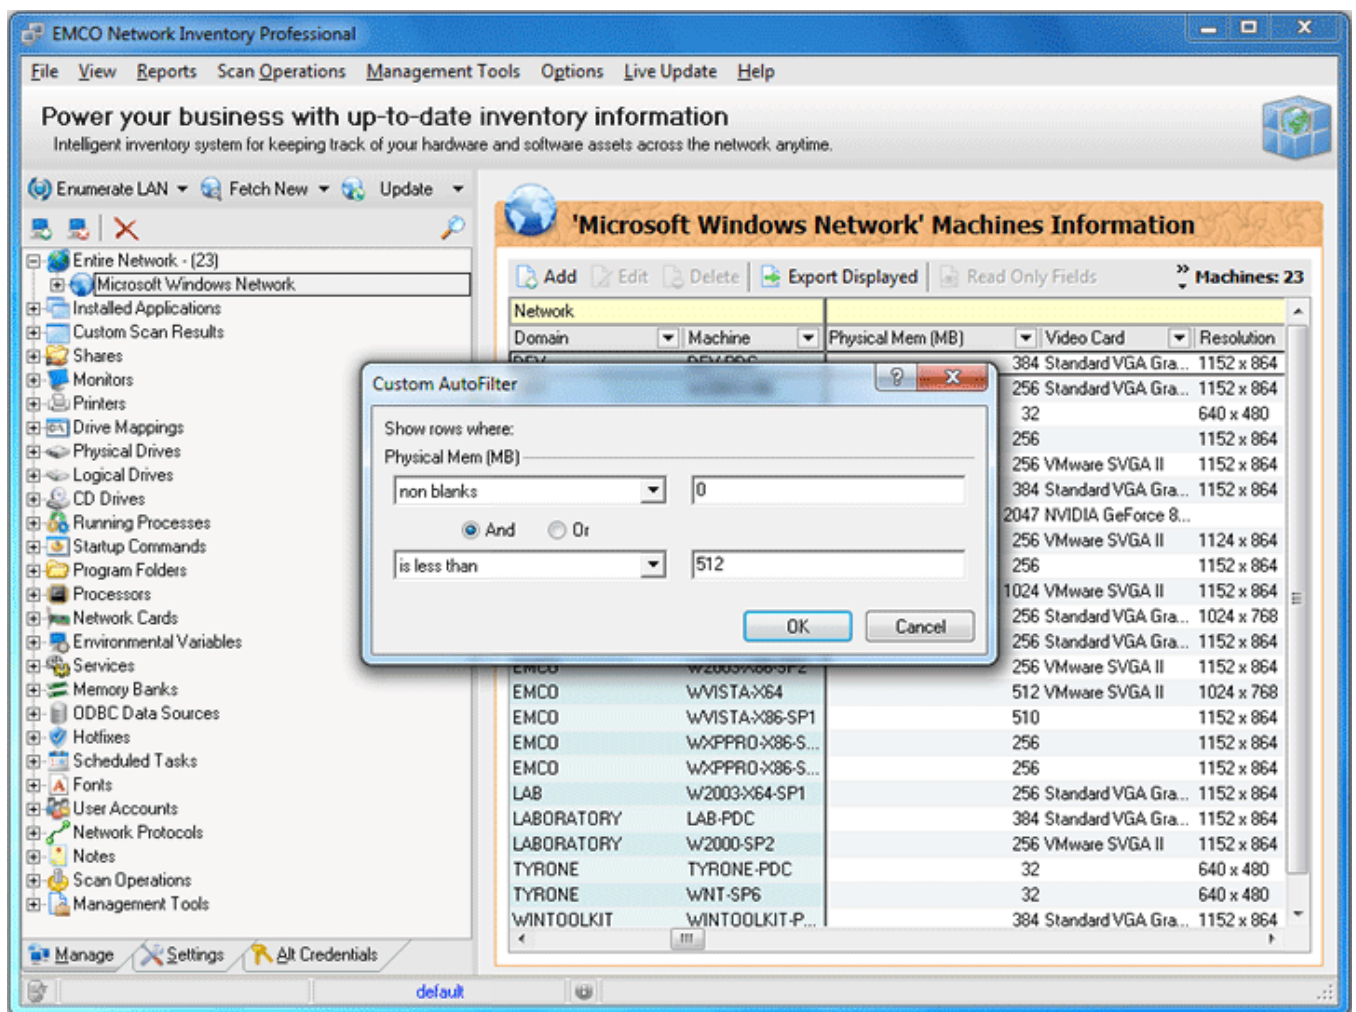 EMCO Network Inventory Professional
File View Reports Scan Operations Management Tools Options Live Update Help
Power your business with up-to-date inventory information
Intelligent inventory system for keeping track of your hardware and software assets across the network anytime.
Enumerate LAN Fetch New Update
Entire Network - (23)
Microsoft Windows Network
Installed Applications
Custom Scan Results
Shares
Monitors
Printers
Drive Mappings
Physical Drives
Logical Drives
CD Drives
Running Processes
Startup Commands
Program Folders
Processors
Network Cards
Environmental Variables
Services
Memory Banks
ODBC Data Sources
Hotfixes
Scheduled Tasks
Fonts
User Accounts
Network Protocols
Notes
Scan Operations
Management Tools
Manage Settings Alt Credentials
default
'Microsoft Windows Network' Machines Information
Add Edit Delete Export Displayed Read Only Fields » Machines: 23
Network
Domain Machine Physical Mem (MB) Video Card Resolution
DEV DEV-PDC 384 Standard VGA Gra... 1152 x 864
256 Standard VGA Gra... 1152 x 864
32 640 x 480
256 1152 x 864
256 VMware SVGA II 1152 x 864
384 Standard VGA Gra... 1152 x 864
2047 NVIDIA GeForce 8...
256 VMware SVGA II 1124 x 864
256 1152 x 864
1024 VMware SVGA II 1152 x 864
256 Standard VGA Gra... 1024 x 768
256 Standard VGA Gra... 1152 x 864
EMCO W2003-X86-SP2 256 VMware SVGA II 1152 x 864
EMCO WVISTA-X64 512 VMware SVGA II 1024 x 768
EMCO WVISTA-X86-SP1 510 1152 x 864
EMCO WXPPRO-X86-S... 256 1152 x 864
EMCO WXPPRO-X86-S... 256 1152 x 864
LAB W2003-X64-SP1 256 Standard VGA Gra... 1152 x 864
LABORATORY LAB-PDC 384 Standard VGA Gra... 1152 x 864
LABORATORY W2000-SP2 256 VMware SVGA II 1152 x 864
TYRONE TYRONE-PDC 32 640 x 480
TYRONE WNT-SP6 32 640 x 480
WINTOOLKIT WINTOOLKIT-P... 384 Standard VGA Gra... 1152 x 864
Custom AutoFilter
Show rows where:
Physical Mem (MB)
non blanks 0
And Or
is less than 512
OK Cancel